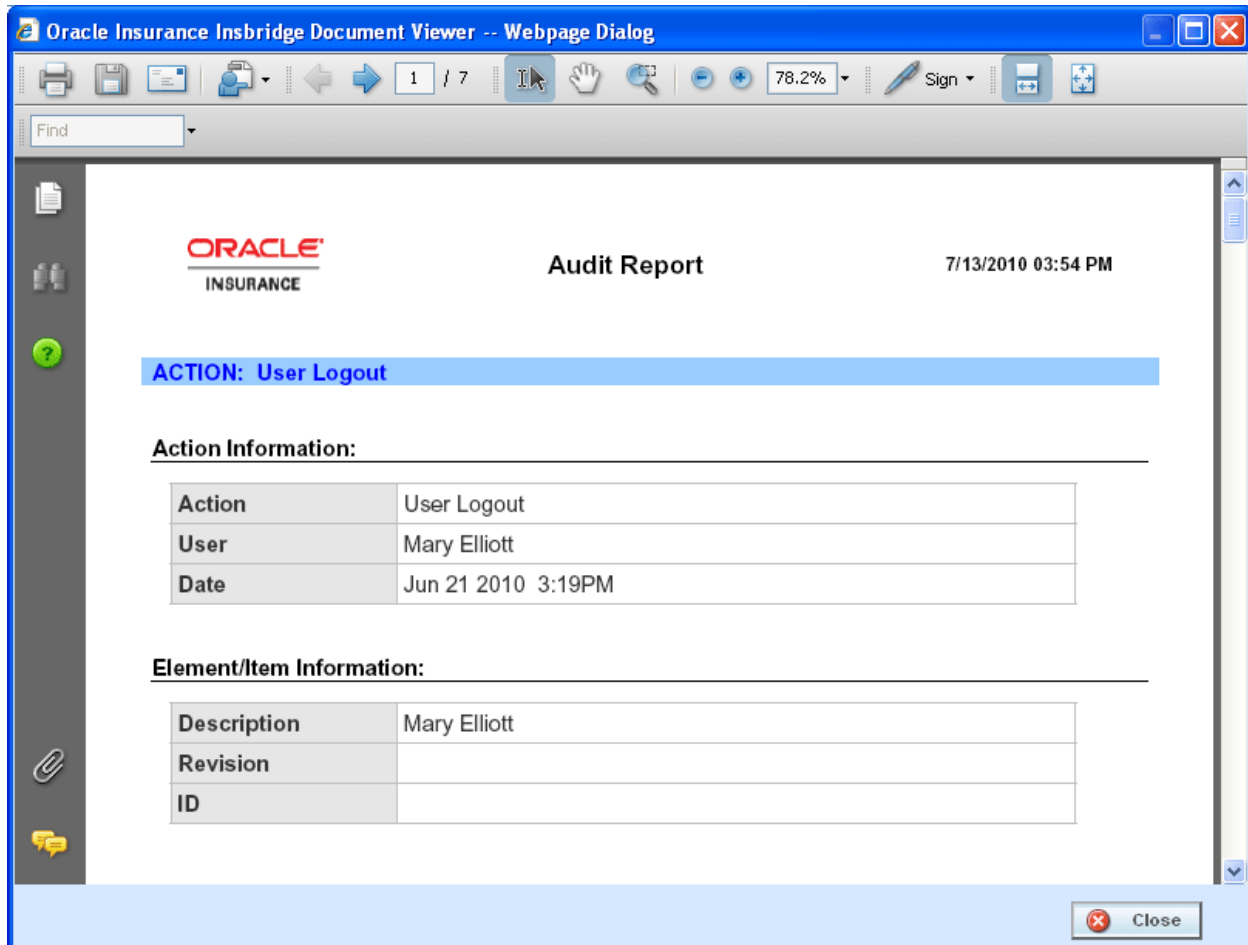 Oracle Insurance Insbridge Document Viewer -- Webpage Dialog
1 / 7 78.2% Sign
Find
ORACLE
INSURANCE
Audit Report
7/13/2010 03:54 PM
ACTION: User Logout
Action Information:
Action User Logout
User Mary Elliott
Date Jun 21 2010 3:19PM
Element/Item Information:
Description Mary Elliott
Revision
ID
Close